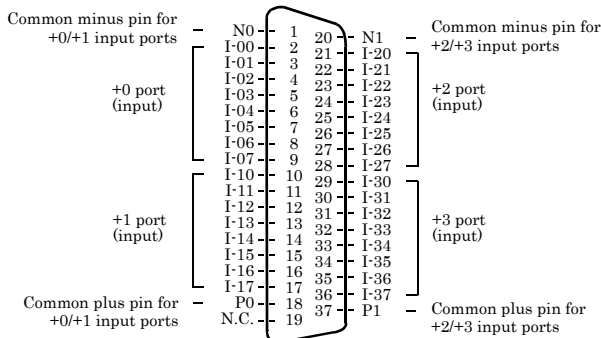 Common minus pin for
+0/+1 input ports
+0 port
(input)
+1 port
(input)
Common plus pin for
+0/+1 input ports
N0 1
I-00 2
I-01 3
I-02 4
I-03 5
I-04 6
I-05 7
I-06 8
I-07 9
I-10 10
I-11 11
I-12 12
I-13 13
I-14 14
I-15 15
I-16 16
I-17 17
P0 18
N.C. 19
20 N1
21 I-20
22 I-21
23 I-22
24 I-23
25 I-24
26 I-25
27 I-26
28 I-27
29 I-30
30 I-31
31 I-32
32 I-33
33 I-34
34 I-35
35 I-36
36 I-37
37 P1
Common minus pin for
+2/+3 input ports
+2 port
(input)
+3 port
(input)
Common plus pin for
+2/+3 input ports